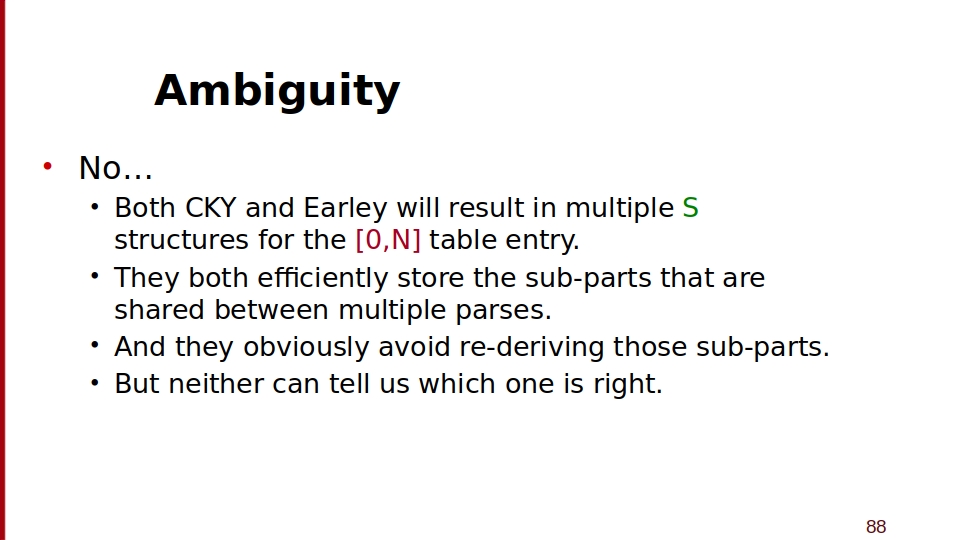 Ambiguity
• No…
• Both CKY and Earley will result in multiple S
structures for the [0,N] table entry.
• They both efficiently store the sub-parts that are
shared between multiple parses.
• And they obviously avoid re-deriving those sub-parts.
• But neither can tell us which one is right.
88